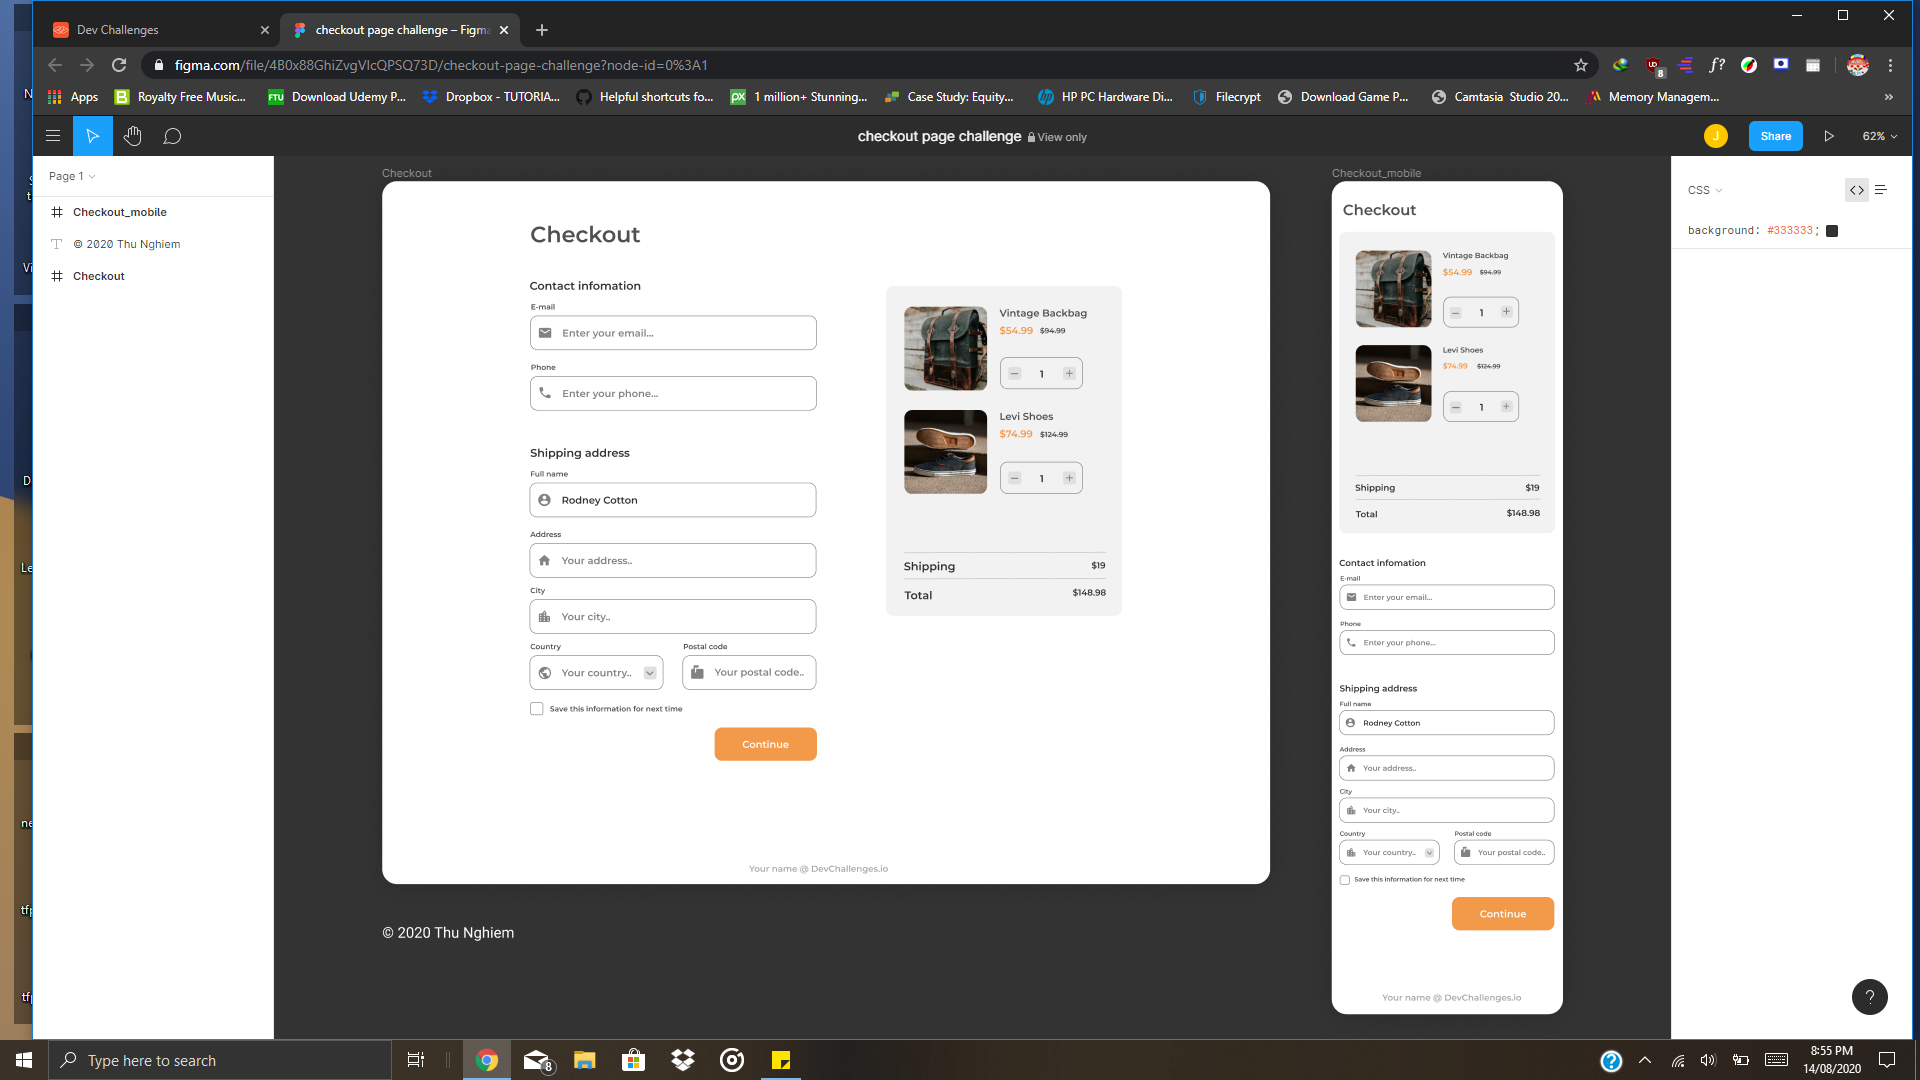 Dev Challenges
checkout page challenge – Figma
figma.com/file/4B0x88GhiZvgVlcQPSQ73D/checkout-page-challenge?node-id=0%3A1
8
Apps
Royalty Free Music...
Download Udemy P...
Dropbox - TUTORIA...
Helpful shortcuts fo...
1 million+ Stunning...
Case Study: Equity...
HP PC Hardware Di...
Filecrypt
Download Game P...
Camtasia Studio 20...
Memory Managem...
checkout page challenge
View only
J
Share
62%
Page 1
Checkout_mobile
© 2020 Thu Nghiem
Checkout
Checkout
Checkout
Contact infomation
E-mail
Enter your email...
Phone
Enter your phone...
Shipping address
Full name
Rodney Cotton
Address
Your address..
City
Your city..
Country
Postal code
Your country..
Your postal code..
Save this information for next time
Continue
Vintage Backbag
$54.99 $94.99
1
Levi Shoes
$74.99 $124.99
1
Shipping $19
Total $148.98
Your name @ DevChallenges.io
© 2020 Thu Nghiem
Checkout_mobile
Checkout
Vintage Backbag
$54.99 $94.99
1
Levi Shoes
$74.99 $124.99
1
Shipping $19
Total $148.98
Contact infomation
E-mail
Enter your email...
Phone
Enter your phone...
Shipping address
Full name
Rodney Cotton
Address
Your address..
City
Your city..
Country
Postal code
Your country..
Your postal code..
Save this information for next time
Continue
Your name @ DevChallenges.io
CSS
background: #333333;
?
Type here to search
8
8:55 PM
14/08/2020